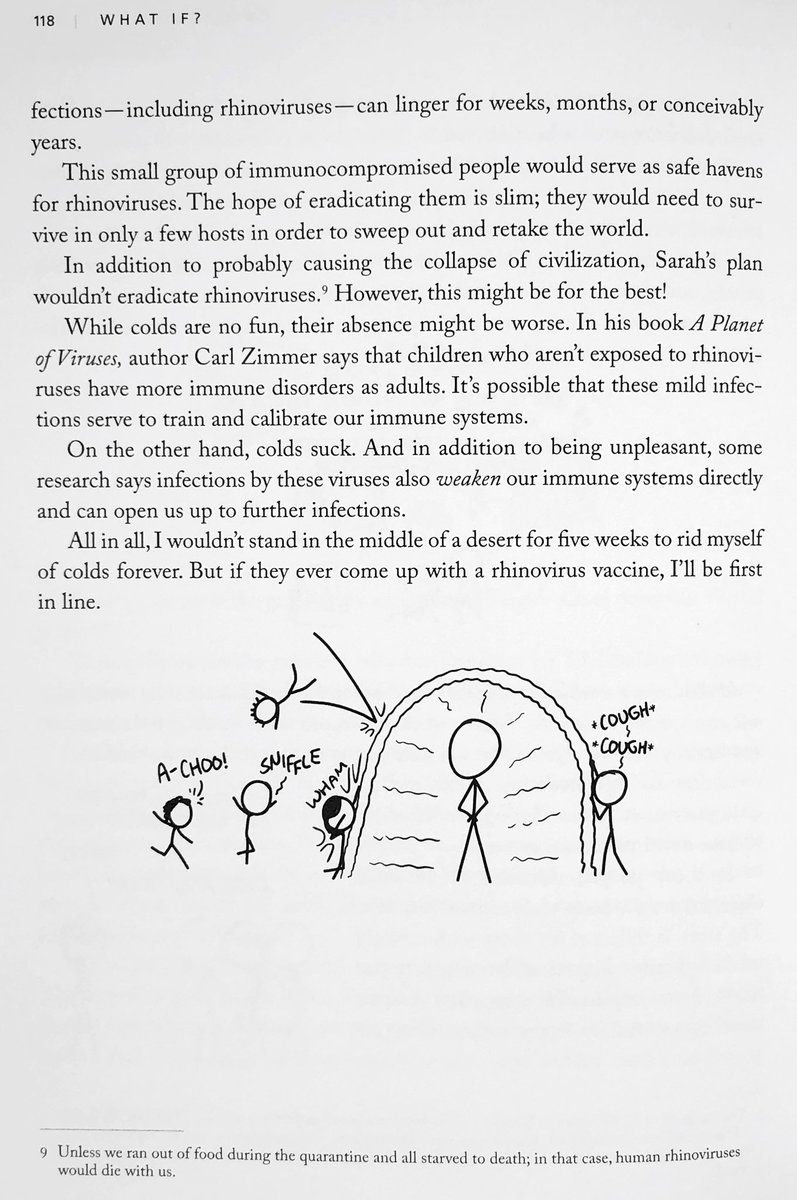 118 | WHAT IF?
fections—including rhinoviruses—can linger for weeks, months, or conceivably
years.
This small group of immunocompromised people would serve as safe havens
for rhinoviruses. The hope of eradicating them is slim; they would need to sur-
vive in only a few hosts in order to sweep out and retake the world.
In addition to probably causing the collapse of civilization, Sarah's plan
wouldn't eradicate rhinoviruses.⁹ However, this might be for the best!
While colds are no fun, their absence might be worse. In his book A Planet
of Viruses, author Carl Zimmer says that children who aren't exposed to rhinovi-
ruses have more immune disorders as adults. It's possible that these mild infec-
tions serve to train and calibrate our immune systems.
On the other hand, colds suck. And in addition to being unpleasant, some
research says infections by these viruses also weaken our immune systems directly
and can open us up to further infections.
All in all, I wouldn't stand in the middle of a desert for five weeks to rid myself
of colds forever. But if they ever come up with a rhinovirus vaccine, I'll be first
in line.
A-CHOO!
SNIFFLE
WHAM
*COUGH*
*COUGH*
9 Unless we ran out of food during the quarantine and all starved to death; in that case, human rhinoviruses
would die with us.